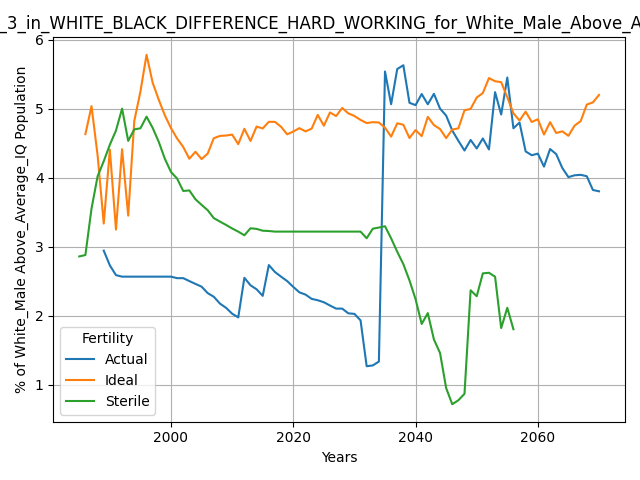 _3_in_WHITE_BLACK_DIFFERENCE_HARD_WORKING_for_White_Male_Above_A
% of White_Male Above_Average_IQ Population
6
5
4
3
2
1
Fertility
Actual
Ideal
Sterile
2000
2020
2040
2060
Years